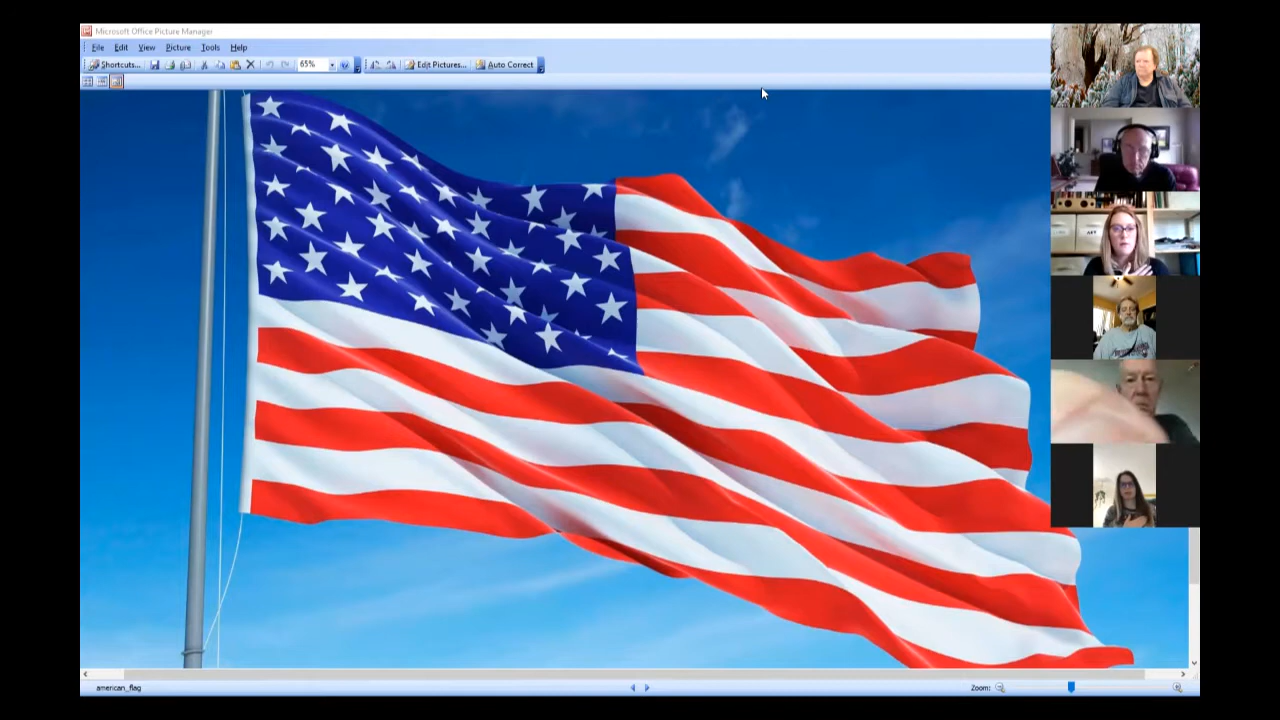 Microsoft Office Picture Manager
File Edit View Picture Tools Help
Shortcuts... 65% Edit Pictures... Auto Correct
american_flag Zoom: